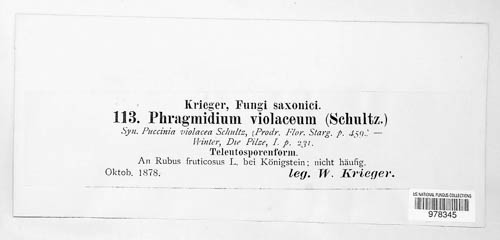 Krieger, Fungi saxonici.
113. Phragmidium violaceum (Schultz.)
Syn. Puccinia violacea Schultz, (Prodr. Flor. Starg. p. 459.) —
Winter, Die Pilze, I. p. 231.
Teleutosporenform.
An Rubus fruticosus L. bei Königstein; nicht häufig.
Oktob. 1878. leg. W. Krieger.
US NATIONAL FUNGUS COLLECTIONS
978345